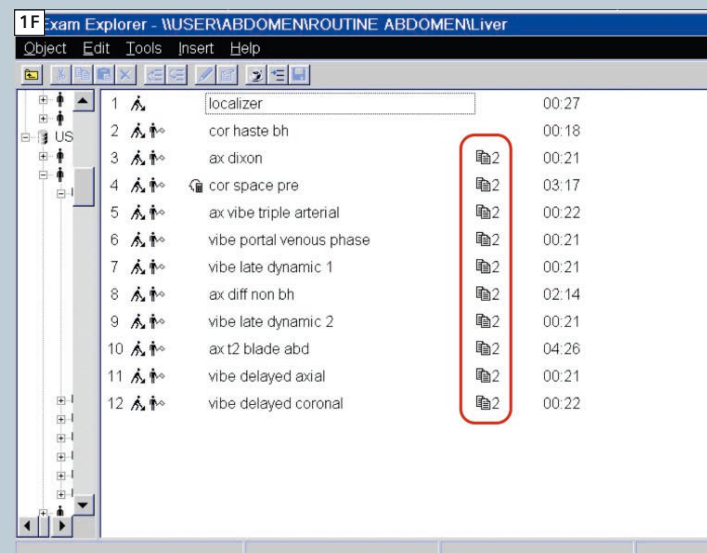 1F
Exam Explorer - \\USER\ABDOMEN\ROUTINE ABDOMEN\Liver
Object Edit Tools Insert Help
US
1 localizer 00:27
2 cor haste bh 00:18
3 ax dixon 2 00:21
4 cor space pre 2 03:17
5 ax vibe triple arterial 2 00:22
6 vibe portal venous phase 2 00:21
7 vibe late dynamic 1 2 00:21
8 ax diff non bh 2 02:14
9 vibe late dynamic 2 2 00:21
10 ax t2 blade abd 2 04:26
11 vibe delayed axial 2 00:21
12 vibe delayed coronal 2 00:22